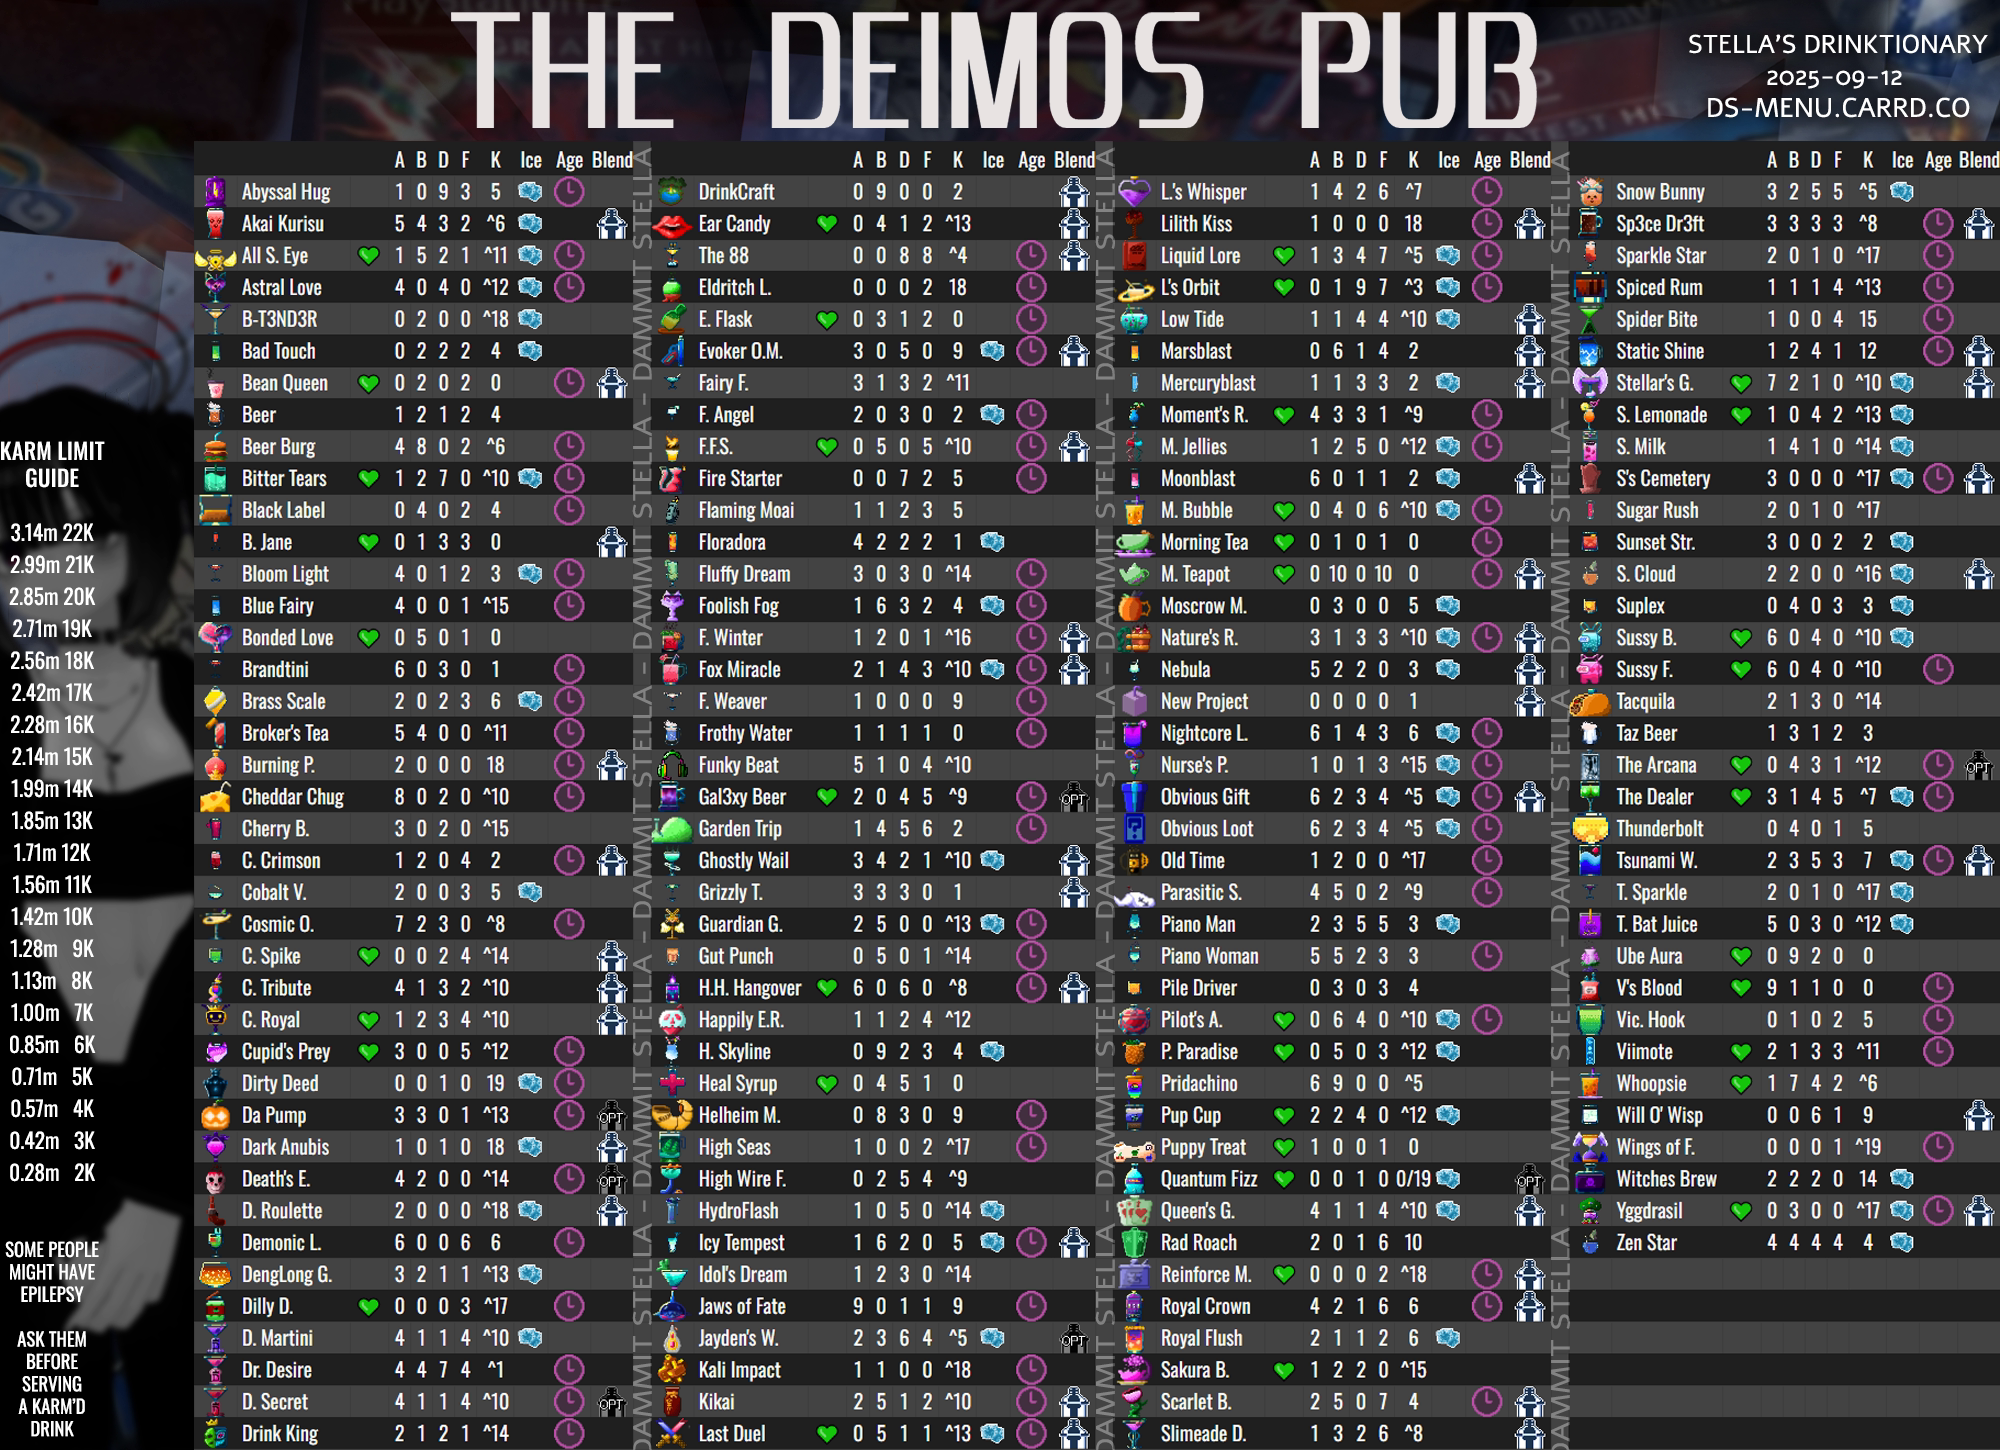 THE DEIMOS PUB
STELLA'S DRINKTIONARY
2025-09-12
DS-MENU.CARRD.CO
KARM LIMIT
GUIDE
3.14m 22K
2.99m 21K
2.85m 20K
2.71m 19K
2.56m 18K
2.42m 17K
2.28m 16K
2.14m 15K
1.99m 14K
1.85m 13K
1.71m 12K
1.56m 11K
1.42m 10K
1.28m 9K
1.13m 8K
1.00m 7K
0.85m 6K
0.71m 5K
0.57m 4K
0.42m 3K
0.28m 2K
SOME PEOPLE
MIGHT HAVE
EPILEPSY
ASK THEM
BEFORE
SERVING
A KARM'D
DRINK
A B D F K Ice Age Blend
Abyssal Hug 1 0 9 3 5
Akai Kurisu 5 4 3 2 ^6
All S. Eye 1 5 2 1 ^11
Astral Love 4 0 4 0 ^12
B-T3ND3R 0 2 0 0 ^18
Bad Touch 0 2 2 2 4
Bean Queen 0 2 0 2 0
Beer 1 2 1 2 4
Beer Burg 4 8 0 2 ^6
Bitter Tears 1 2 7 0 ^10
Black Label 0 4 0 2 4
B. Jane 0 1 3 3 0
Bloom Light 4 0 1 2 3
Blue Fairy 4 0 0 1 ^15
Bonded Love 0 5 0 1 0
Brandtini 6 0 3 0 1
Brass Scale 2 0 2 3 6
Broker's Tea 5 4 0 0 ^11
Burning P. 2 0 0 0 18
Cheddar Chug 8 0 2 0 ^10
Cherry B. 3 0 2 0 ^15
C. Crimson 1 2 0 4 2
Cobalt V. 2 0 0 3 5
Cosmic O. 7 2 3 0 ^8
C. Spike 0 0 2 4 ^14
C. Tribute 4 1 3 2 ^10
C. Royal 1 2 3 4 ^10
Cupid's Prey 3 0 0 5 ^12
Dirty Deed 0 0 1 0 19
Da Pump 3 3 0 1 ^13 OPT
Dark Anubis 1 0 1 0 18
Death's E. 4 2 0 0 ^14 OPT
D. Roulette 2 0 0 0 ^18
Demonic L. 6 0 0 6 6
DengLong G. 3 2 1 1 ^13
Dilly D. 0 0 0 3 ^17
D. Martini 4 1 1 4 ^10
Dr. Desire 4 4 7 4 ^1
D. Secret 4 1 1 4 ^10 OPT
Drink King 2 1 2 1 ^14
DAMMIT STELLA - DAMMIT STELLA - DAMMIT STELLA - DAMMIT STELLA
A B D F K Ice Age Blend
DrinkCraft 0 9 0 0 2
Ear Candy 0 4 1 2 ^13
The 88 0 0 8 8 ^4
Eldritch L. 0 0 0 2 18
E. Flask 0 3 1 2 0
Evoker O.M. 3 0 5 0 9
Fairy F. 3 1 3 2 ^11
F. Angel 2 0 3 0 2
F.F.S. 0 5 0 5 ^10
Fire Starter 0 0 7 2 5
Flaming Moai 1 1 2 3 5
Floradora 4 2 2 2 1
Fluffy Dream 3 0 3 0 ^14
Foolish Fog 1 6 3 2 4
F. Winter 1 2 0 1 ^16
Fox Miracle 2 1 4 3 ^10
F. Weaver 1 0 0 0 9
Frothy Water 1 1 1 1 0
Funky Beat 5 1 0 4 ^10
Gal3xy Beer 2 0 4 5 ^9 OPT
Garden Trip 1 4 5 6 2
Ghostly Wail 3 4 2 1 ^10
Grizzly T. 3 3 3 0 1
Guardian G. 2 5 0 0 ^13
Gut Punch 0 5 0 1 ^14
H.H. Hangover 6 0 6 0 ^8
Happily E.R. 1 1 2 4 ^12
H. Skyline 0 9 2 3 4
Heal Syrup 0 4 5 1 0
Helheim M. 0 8 3 0 9
High Seas 1 0 0 2 ^17
High Wire F. 0 2 5 4 ^9
HydroFlash 1 0 5 0 ^14
Icy Tempest 1 6 2 0 5
Idol's Dream 1 2 3 0 ^14
Jaws of Fate 9 0 1 1 9
Jayden's W. 2 3 6 4 ^5 OPT
Kali Impact 1 1 0 0 ^18
Kikai 2 5 1 2 ^10
Last Duel 0 5 1 1 ^13
DAMMIT STELLA - DAMMIT STELLA - DAMMIT STELLA - DAMMIT STELLA
A B D F K Ice Age Blend
L.'s Whisper 1 4 2 6 ^7
Lilith Kiss 1 0 0 0 18
Liquid Lore 1 3 4 7 ^5
L's Orbit 0 1 9 7 ^3
Low Tide 1 1 4 4 ^10
Marsblast 0 6 1 4 2
Mercuryblast 1 1 3 3 2
Moment's R. 4 3 3 1 ^9
M. Jellies 1 2 5 0 ^12
Moonblast 6 0 1 1 2
M. Bubble 0 4 0 6 ^10
Morning Tea 0 1 0 1 0
M. Teapot 0 10 0 10 0
Moscrow M. 0 3 0 0 5
Nature's R. 3 1 3 3 ^10
Nebula 5 2 2 0 3
New Project 0 0 0 0 1
Nightcore L. 6 1 4 3 6
Nurse's P. 1 0 1 3 ^15
Obvious Gift 6 2 3 4 ^5
Obvious Loot 6 2 3 4 ^5
Old Time 1 2 0 0 ^17
Parasitic S. 4 5 0 2 ^9
Piano Man 2 3 5 5 3
Piano Woman 5 5 2 3 3
Pile Driver 0 3 0 3 4
Pilot's A. 0 6 4 0 ^10
P. Paradise 0 5 0 3 ^12
Pridachino 6 9 0 0 ^5
Pup Cup 2 2 4 0 ^12
Puppy Treat 1 0 0 1 0
Quantum Fizz 0 0 1 0 0/19 OPT
Queen's G. 4 1 1 4 ^10
Rad Roach 2 0 1 6 10
Reinforce M. 0 0 0 2 ^18
Royal Crown 4 2 1 6 6
Royal Flush 2 1 1 2 6
Sakura B. 1 2 2 0 ^15
Scarlet B. 2 5 0 7 4
Slimeade D. 1 3 2 6 ^8
DAMMIT STELLA - DAMMIT STELLA - DAMMIT STELLA - DAMMIT STELLA
A B D F K Ice Age Blend
Snow Bunny 3 2 5 5 ^5
Sp3ce Dr3ft 3 3 3 3 ^8
Sparkle Star 2 0 1 0 ^17
Spiced Rum 1 1 1 4 ^13
Spider Bite 1 0 0 4 15
Static Shine 1 2 4 1 12
Stellar's G. 7 2 1 0 ^10
S. Lemonade 1 0 4 2 ^13
S. Milk 1 4 1 0 ^14
S's Cemetery 3 0 0 0 ^17
Sugar Rush 2 0 1 0 ^17
Sunset Str. 3 0 0 2 2
S. Cloud 2 2 0 0 ^16
Suplex 0 4 0 3 3
Sussy B. 6 0 4 0 ^10
Sussy F. 6 0 4 0 ^10
Tacquila 2 1 3 0 ^14
Taz Beer 1 3 1 2 3
The Arcana 0 4 3 1 ^12 OPT
The Dealer 3 1 4 5 ^7
Thunderbolt 0 4 0 1 5
Tsunami W. 2 3 5 3 7
T. Sparkle 2 0 1 0 ^17
T. Bat Juice 5 0 3 0 ^12
Ube Aura 0 9 2 0 0
V's Blood 9 1 1 0 0
Vic. Hook 0 1 0 2 5
Viimote 2 1 3 3 ^11
Whoopsie 1 7 4 2 ^6
Will O' Wisp 0 0 6 1 9
Wings of F. 0 0 0 1 ^19
Witches Brew 2 2 2 0 14
Yggdrasil 0 3 0 0 ^17
Zen Star 4 4 4 4 4